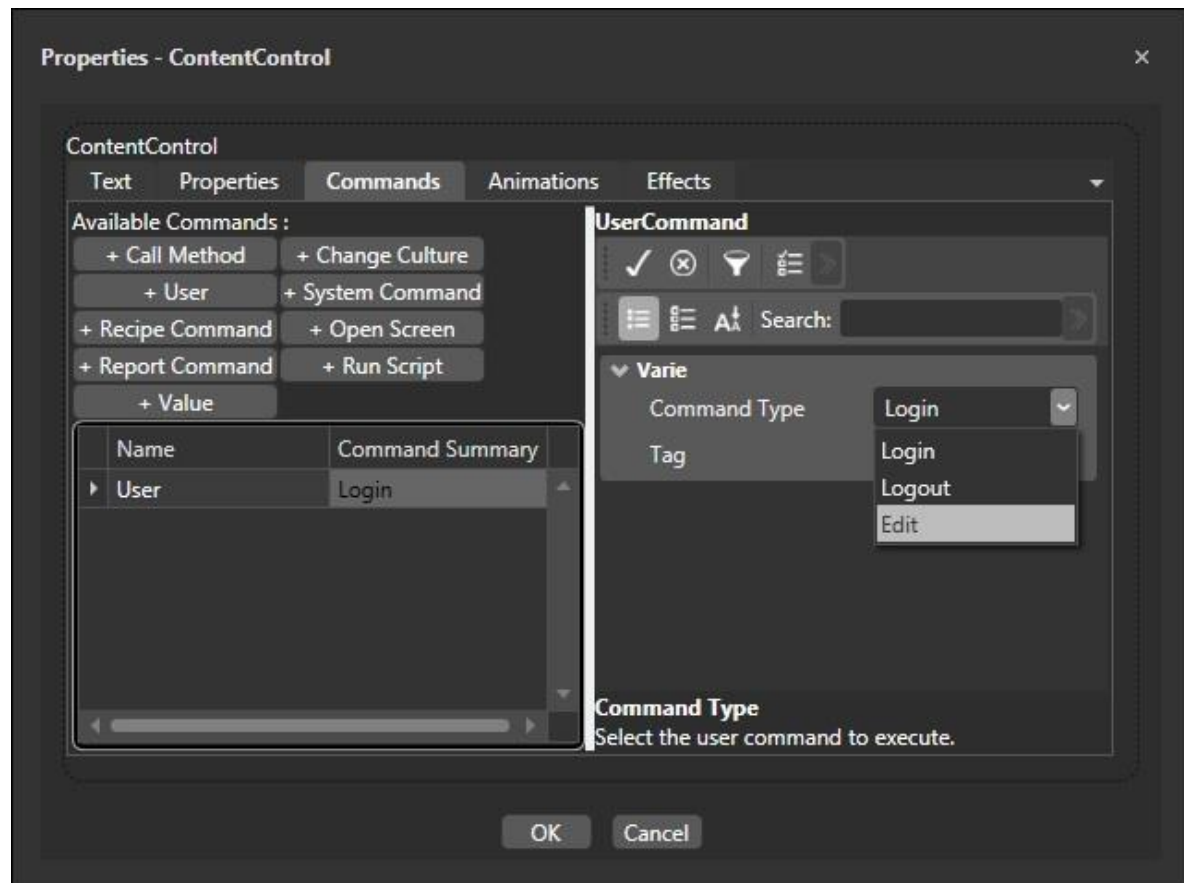 Properties - ContentControl
ContentControl
Text Properties Commands Animations Effects
Available Commands :
+ Call Method + Change Culture
+ User + System Command
+ Recipe Command + Open Screen
+ Report Command + Run Script
+ Value
Name Command Summary
User Login
UserCommand
Search:
Varie
Command Type Login
Tag
Login
Logout
Edit
Command Type
Select the user command to execute.
OK Cancel